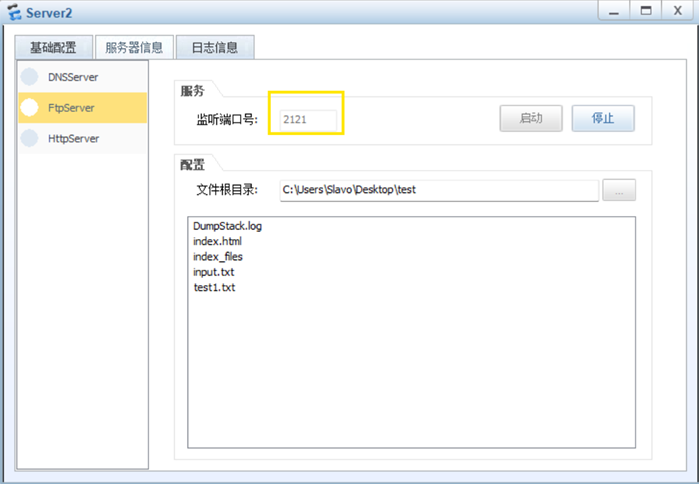 Server2
基础配置 服务器信息 日志信息
DNSServer
FtpServer
HttpServer
服务
监听端口号: 2121 启动 停止
配置
文件根目录: C:\Users\Slavo\Desktop\test ...
DumpStack.log
index.html
index_files
input.txt
test1.txt